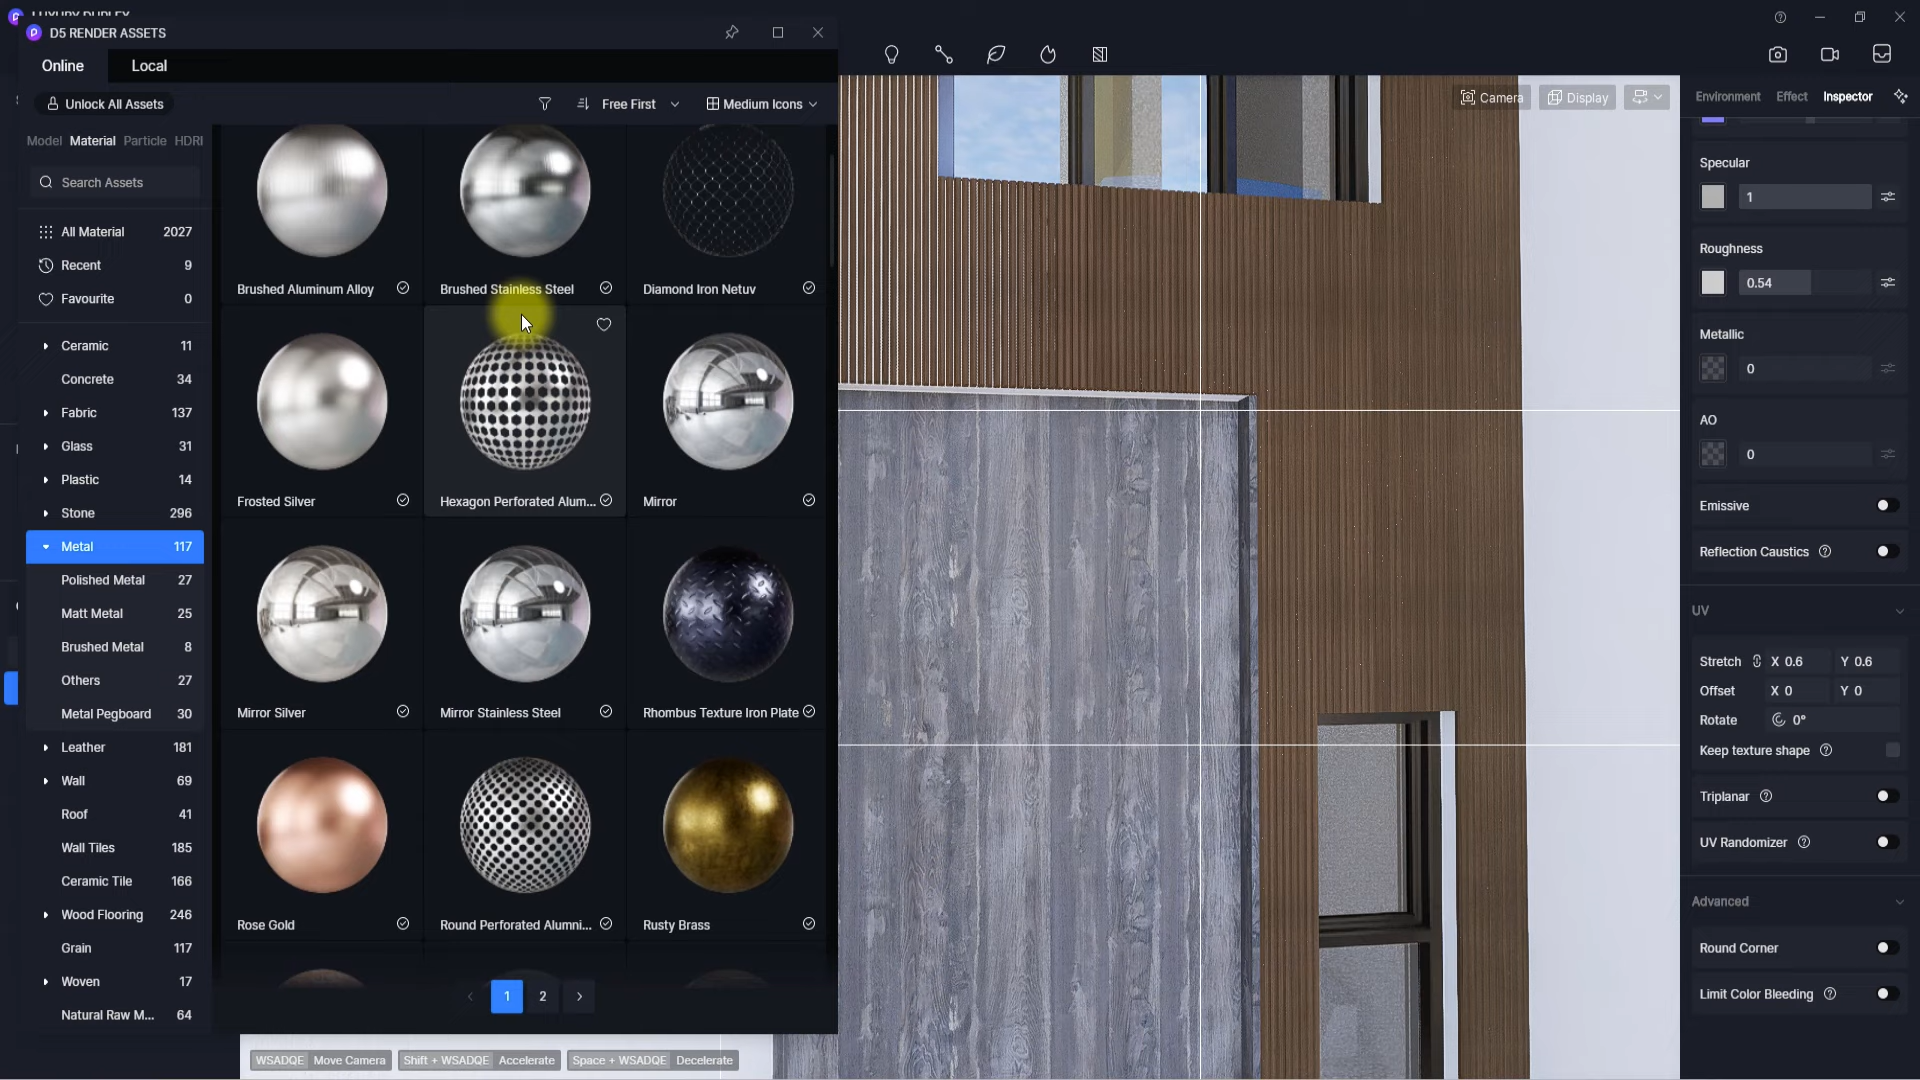 D5 RENDER ASSETS
Online
Local
Unlock All Assets
Free First
Medium Icons
Model Material Particle HDRI
Search Assets
All Material 2027
Recent 9
Favourite 0
Ceramic 11
Concrete 34
Fabric 137
Glass 31
Plastic 14
Stone 296
Metal 117
Polished Metal 27
Matt Metal 25
Brushed Metal 8
Others 27
Metal Pegboard 30
Leather 181
Wall 69
Roof 41
Wall Tiles 185
Ceramic Tile 166
Wood Flooring 246
Grain 117
Woven 17
Natural Raw M... 64
Brushed Aluminum Alloy
Brushed Stainless Steel
Diamond Iron Netuv
Frosted Silver
Hexagon Perforated Alum...
Mirror
Mirror Silver
Mirror Stainless Steel
Rhombus Texture Iron Plate
Rose Gold
Round Perforated Alumni...
Rusty Brass
1
2
WSADQE Move Camera
Shift + WSADQE Accelerate
Space + WSADQE Decelerate
Camera
Display
Environment
Effect
Inspector
Specular
1
Roughness
0.54
Metallic
0
AO
0
Emissive
Reflection Caustics
UV
Stretch X 0.6 Y 0.6
Offset X 0 Y 0
Rotate 0°
Keep texture shape
Triplanar
UV Randomizer
Advanced
Round Corner
Limit Color Bleeding